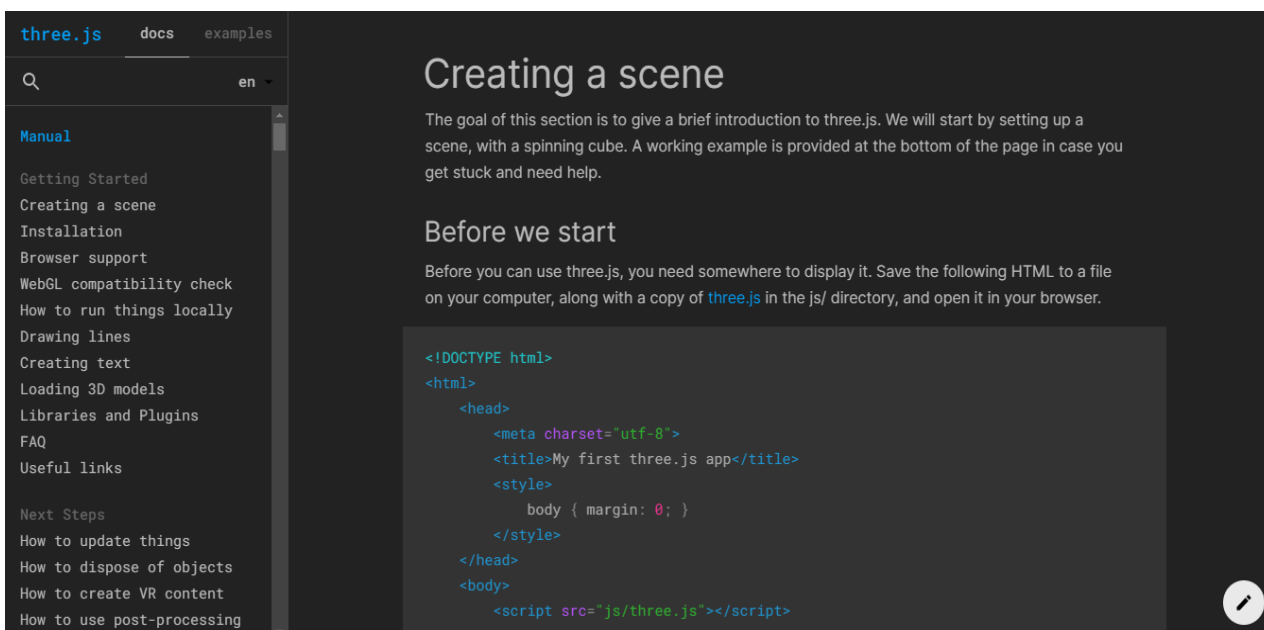 three.js docs examples
en
Manual
Getting Started
Creating a scene
Installation
Browser support
WebGL compatibility check
How to run things locally
Drawing lines
Creating text
Loading 3D models
Libraries and Plugins
FAQ
Useful links
Next Steps
How to update things
How to dispose of objects
How to create VR content
How to use post-processing
Creating a scene
The goal of this section is to give a brief introduction to three.js. We will start by setting up a
scene, with a spinning cube. A working example is provided at the bottom of the page in case you
get stuck and need help.
Before we start
Before you can use three.js, you need somewhere to display it. Save the following HTML to a file
on your computer, along with a copy of three.js in the js/ directory, and open it in your browser.
<!DOCTYPE html>
<html>
    <head>
        <meta charset="utf-8">
        <title>My first three.js app</title>
        <style>
            body { margin: 0; }
        </style>
    </head>
    <body>
        <script src="js/three.js"></script>